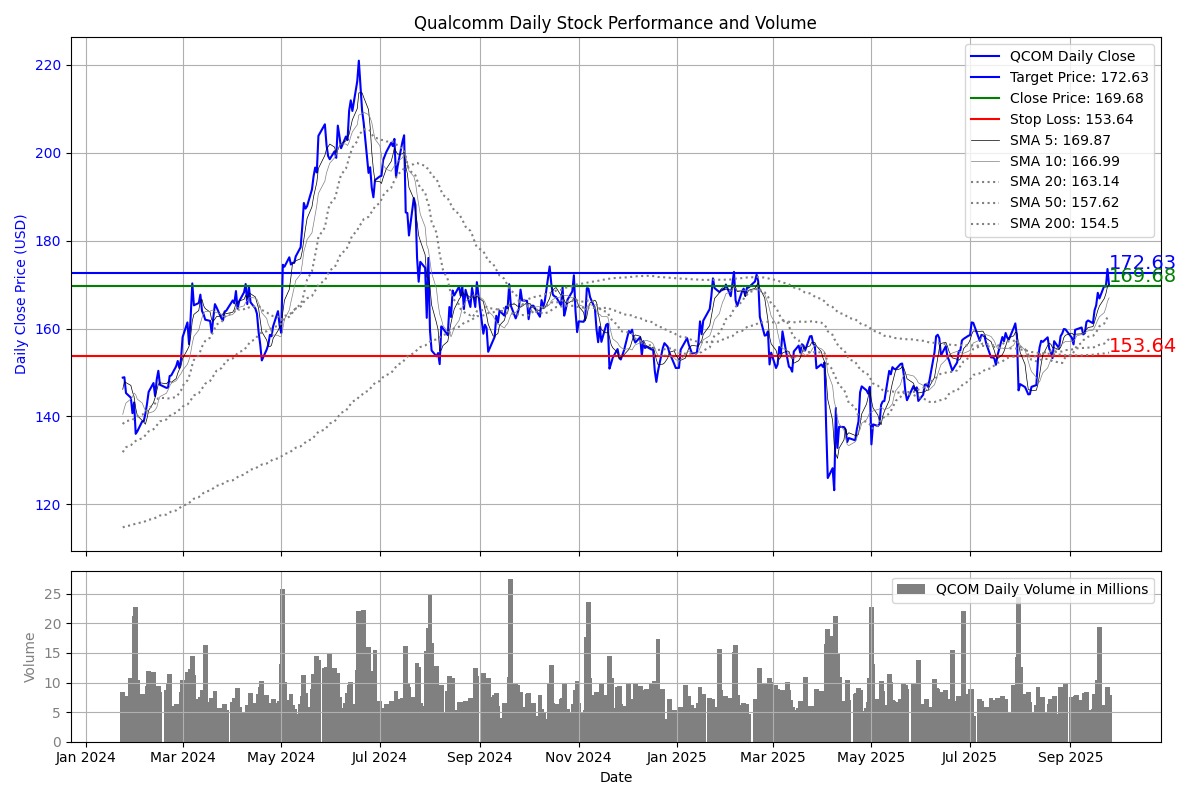 Qualcomm Daily Stock Performance and Volume
Daily Close Price (USD)
220
200
180
160
140
120
QCOM Daily Close
Target Price: 172.63
Close Price: 169.68
Stop Loss: 153.64
SMA 5: 169.87
SMA 10: 166.99
SMA 20: 163.14
SMA 50: 157.62
SMA 200: 154.5
172.63
169.68
153.64
Volume
25
20
15
10
5
0
QCOM Daily Volume in Millions
Jan 2024 Mar 2024 May 2024 Jul 2024 Sep 2024 Nov 2024 Jan 2025 Mar 2025 May 2025 Jul 2025 Sep 2025
Date